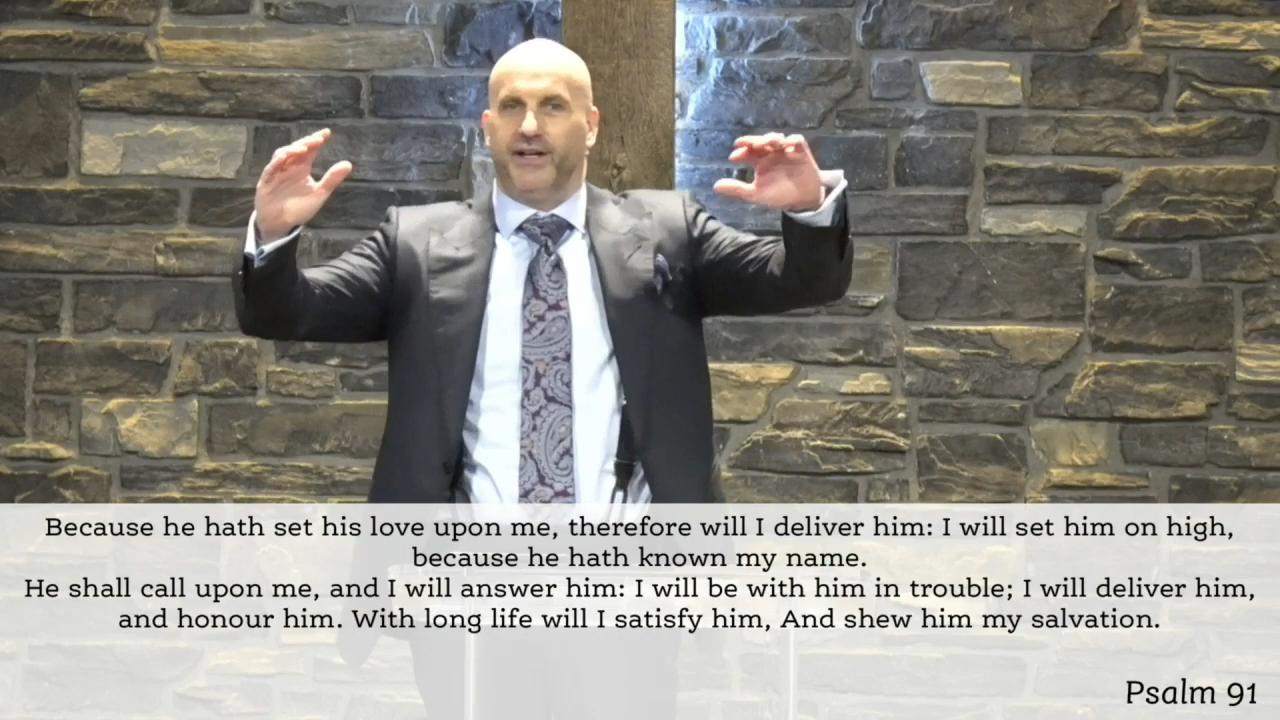 Because he hath set his love upon me, therefore will I deliver him: I will set him on high,
because he hath known my name.
He shall call upon me, and I will answer him: I will be with him in trouble; I will deliver him,
and honour him. With long life will I satisfy him, And shew him my salvation.
Psalm 91